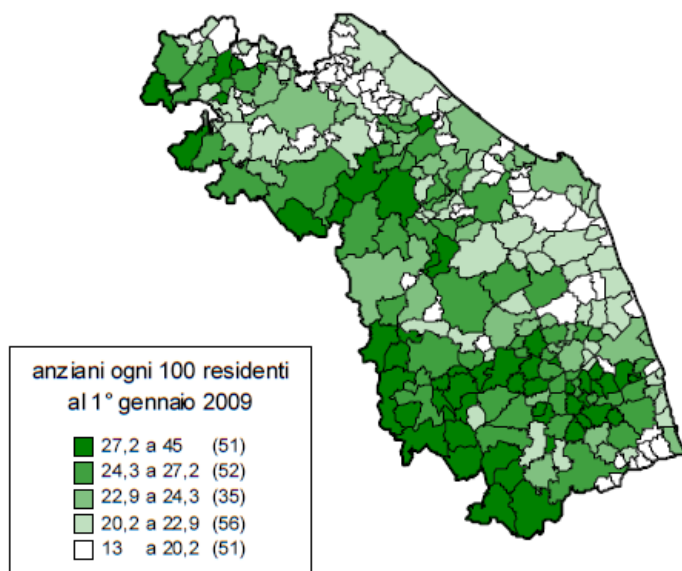 anziani ogni 100 residenti
al 1° gennaio 2009
27,2 a 45 (51)
24,3 a 27,2 (52)
22,9 a 24,3 (35)
20,2 a 22,9 (56)
13 a 20,2 (51)